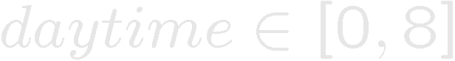 daytime ∈ [0, 8]